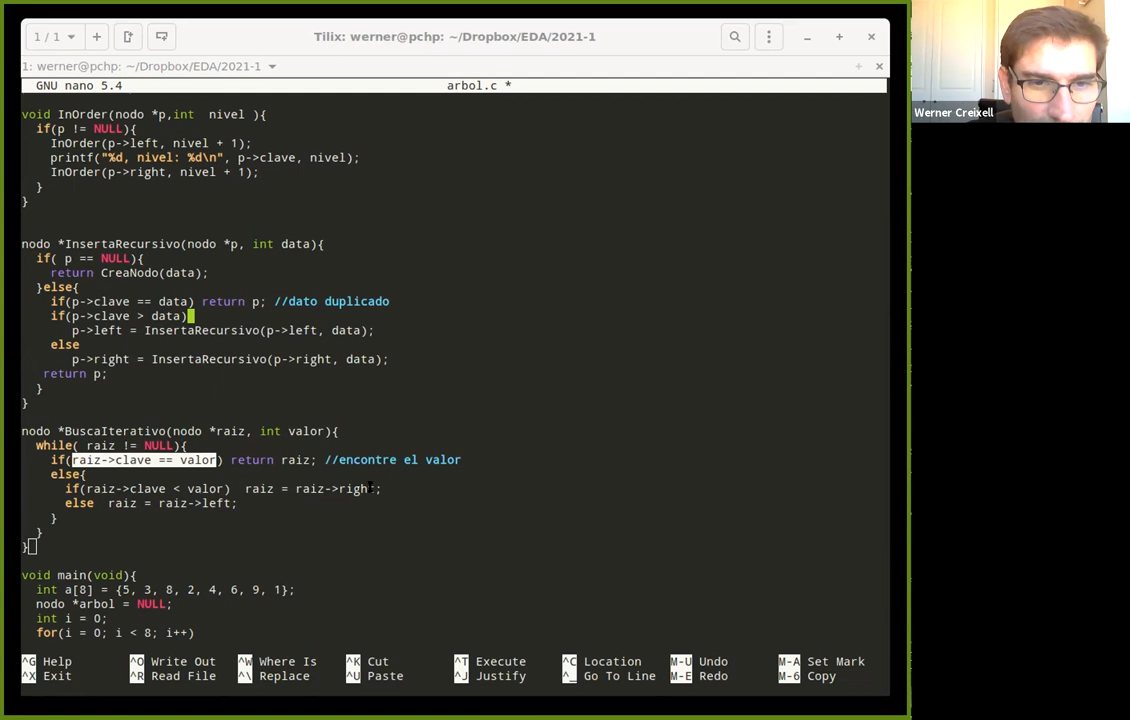 1 / 1
Tilix: werner@pchp: ~/Dropbox/EDA/2021-1
1: werner@pchp: ~/Dropbox/EDA/2021-1
GNU nano 5.4 arbol.c *
void InOrder(nodo *p,int  nivel ){
  if(p != NULL){
    InOrder(p->left, nivel + 1);
    printf("%d, nivel: %d\n", p->clave, nivel);
    InOrder(p->right, nivel + 1);
  }
}
nodo *InsertaRecursivo(nodo *p, int data){
  if( p == NULL){
    return CreaNodo(data);
  }else{
    if(p->clave == data) return p; //dato duplicado
    if(p->clave > data)
       p->left = InsertaRecursivo(p->left, data);
    else
       p->right = InsertaRecursivo(p->right, data);
   return p;
  }
}
nodo *BuscaIterativo(nodo *raiz, int valor){
  while( raiz != NULL){
    if(raiz->clave == valor) return raiz; //encontre el valor
    else{
      if(raiz->clave < valor)  raiz = raiz->right;
      else  raiz = raiz->left;
    }
  }
}
void main(void){
  int a[8] = {5, 3, 8, 2, 4, 6, 9, 1};
  nodo *arbol = NULL;
  int i = 0;
  for(i = 0; i < 8; i++)
^G Help ^O Write Out ^W Where Is ^K Cut ^T Execute ^C Location M-U Undo M-A Set Mark
^X Exit ^R Read File ^\ Replace ^U Paste ^J Justify ^_ Go To Line M-E Redo M-6 Copy
Werner Creixell